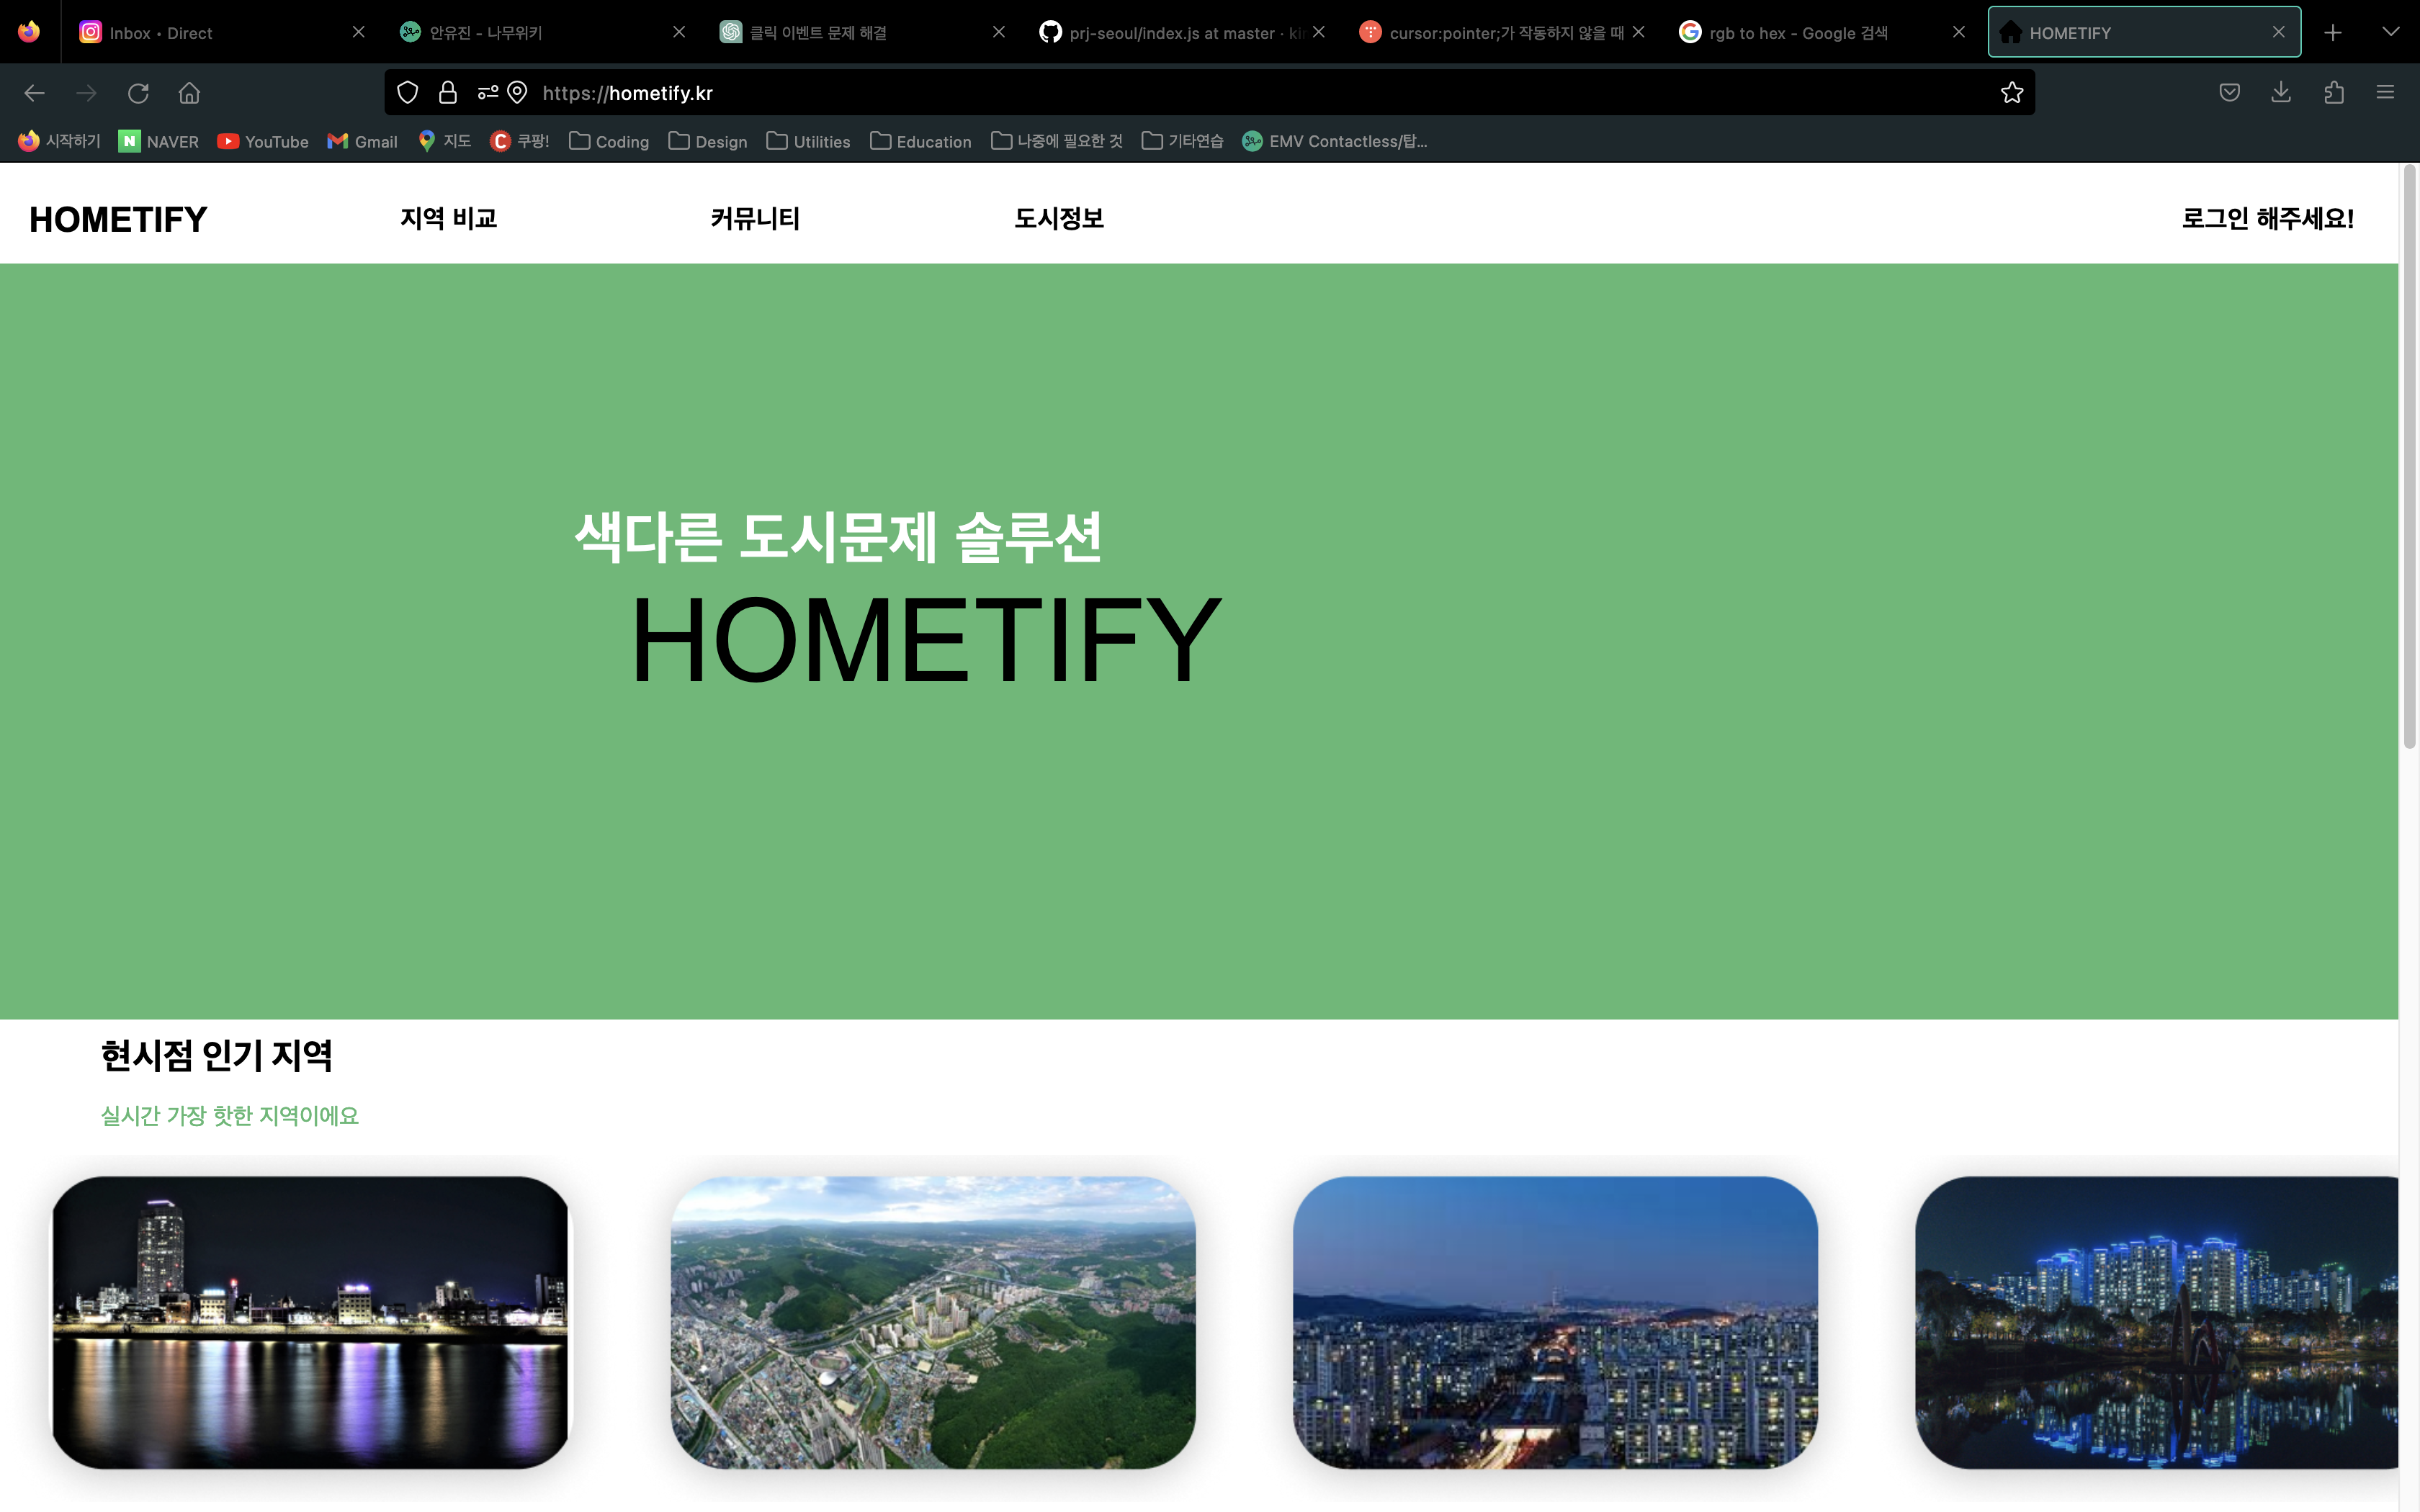 Inbox • Direct
안유진 - 나무위키
클릭 이벤트 문제 해결
prj-seoul/index.js at master · ki
cursor:pointer;가 작동하지 않을 때
rgb to hex - Google 검색
HOMETIFY
https://hometify.kr
시작하기
NAVER
YouTube
Gmail
지도
쿠팡!
Coding
Design
Utilities
Education
나중에 필요한 것
기타연습
EMV Contactless/탑...
HOMETIFY
지역 비교
커뮤니티
도시정보
로그인 해주세요!
색다른 도시문제 솔루션
HOMETIFY
현시점 인기 지역
실시간 가장 핫한 지역이에요